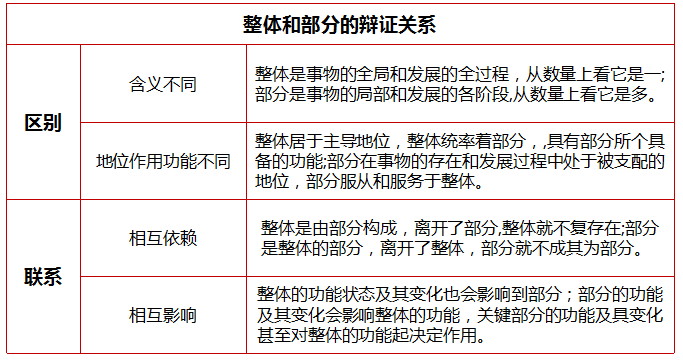 整体和部分的辩证关系
区别
含义不同
整体是事物的全局和发展的全过程，从数量上看它是一;
部分是事物的局部和发展的各阶段,从数量上看它是多。
地位作用功能不同
整体居于主导地位，整体统率着部分，,具有部分所个具
备的功能;部分在事物的存在和发展过程中处于被支配的
地位，部分服从和服务于整体。
联系
相互依赖
整体是由部分构成，离开了部分,整体就不复存在;部分
是整体的部分，离开了整体，部分就不成其为部分。
相互影响
整体的功能状态及其变化也会影响到部分；部分的功能
及其变化会影响整体的功能，关键部分的功能及具变化
甚至对整体的功能起决定作用。